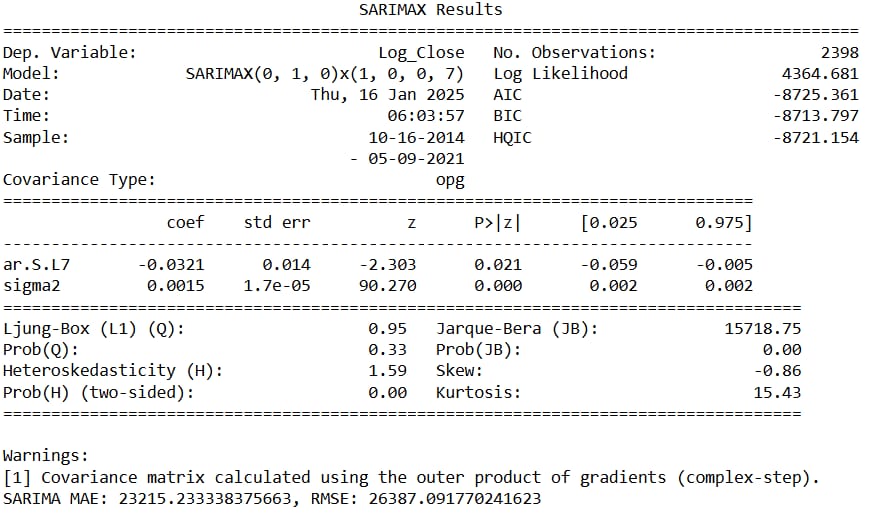 SARIMAX Results
==========================================================================================
Dep. Variable: Log_Close No. Observations: 2398
Model: SARIMAX(0, 1, 0)x(1, 0, 0, 7) Log Likelihood 4364.681
Date: Thu, 16 Jan 2025 AIC -8725.361
Time: 06:03:57 BIC -8713.797
Sample: 10-16-2014 HQIC -8721.154
- 05-09-2021
Covariance Type: opg
==============================================================================
coef std err z P>|z| [0.025 0.975]
------------------------------------------------------------------------------
ar.S.L7 -0.0321 0.014 -2.303 0.021 -0.059 -0.005
sigma2 0.0015 1.7e-05 90.270 0.000 0.002 0.002
===================================================================================
Ljung-Box (L1) (Q): 0.95 Jarque-Bera (JB): 15718.75
Prob(Q): 0.33 Prob(JB): 0.00
Heteroskedasticity (H): 1.59 Skew: -0.86
Prob(H) (two-sided): 0.00 Kurtosis: 15.43
===================================================================================
Warnings:
[1] Covariance matrix calculated using the outer product of gradients (complex-step).
SARIMA MAE: 23215.233338375663, RMSE: 26387.091770241623